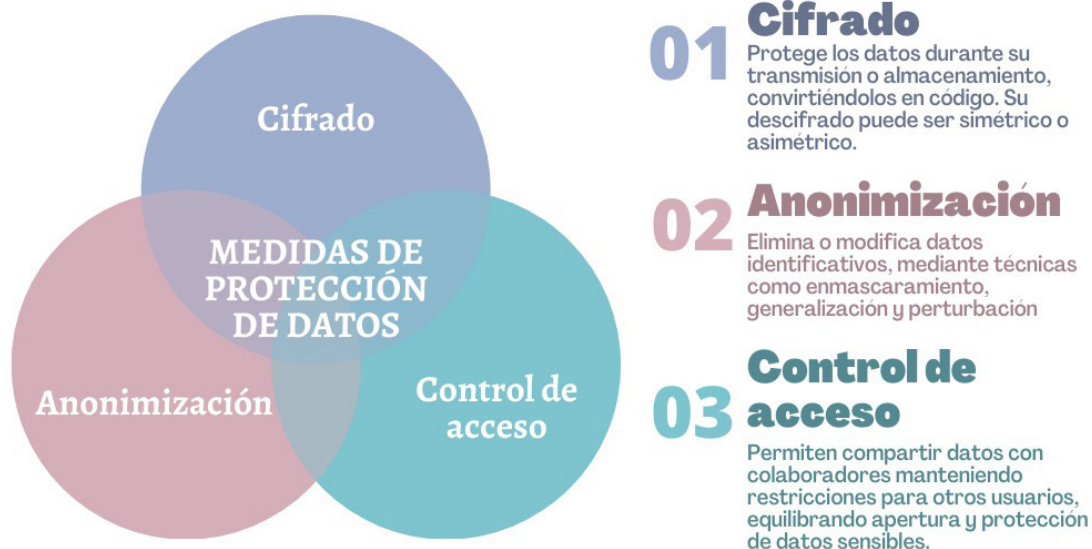 Cifrado
MEDIDAS DE
PROTECCIÓN
DE DATOS
Anonimización
Control de
acceso
01
Cifrado
Protege los datos durante su
transmisión o almacenamiento,
convirtiéndolos en código. Su
descifrado puede ser simétrico o
asimétrico.
02
Anonimización
Elimina o modifica datos
identificativos, mediante técnicas
como enmascaramiento,
generalización y perturbación
03
Control de
acceso
Permiten compartir datos con
colaboradores manteniendo
restricciones para otros usuarios,
equilibrando apertura y protección
de datos sensibles.